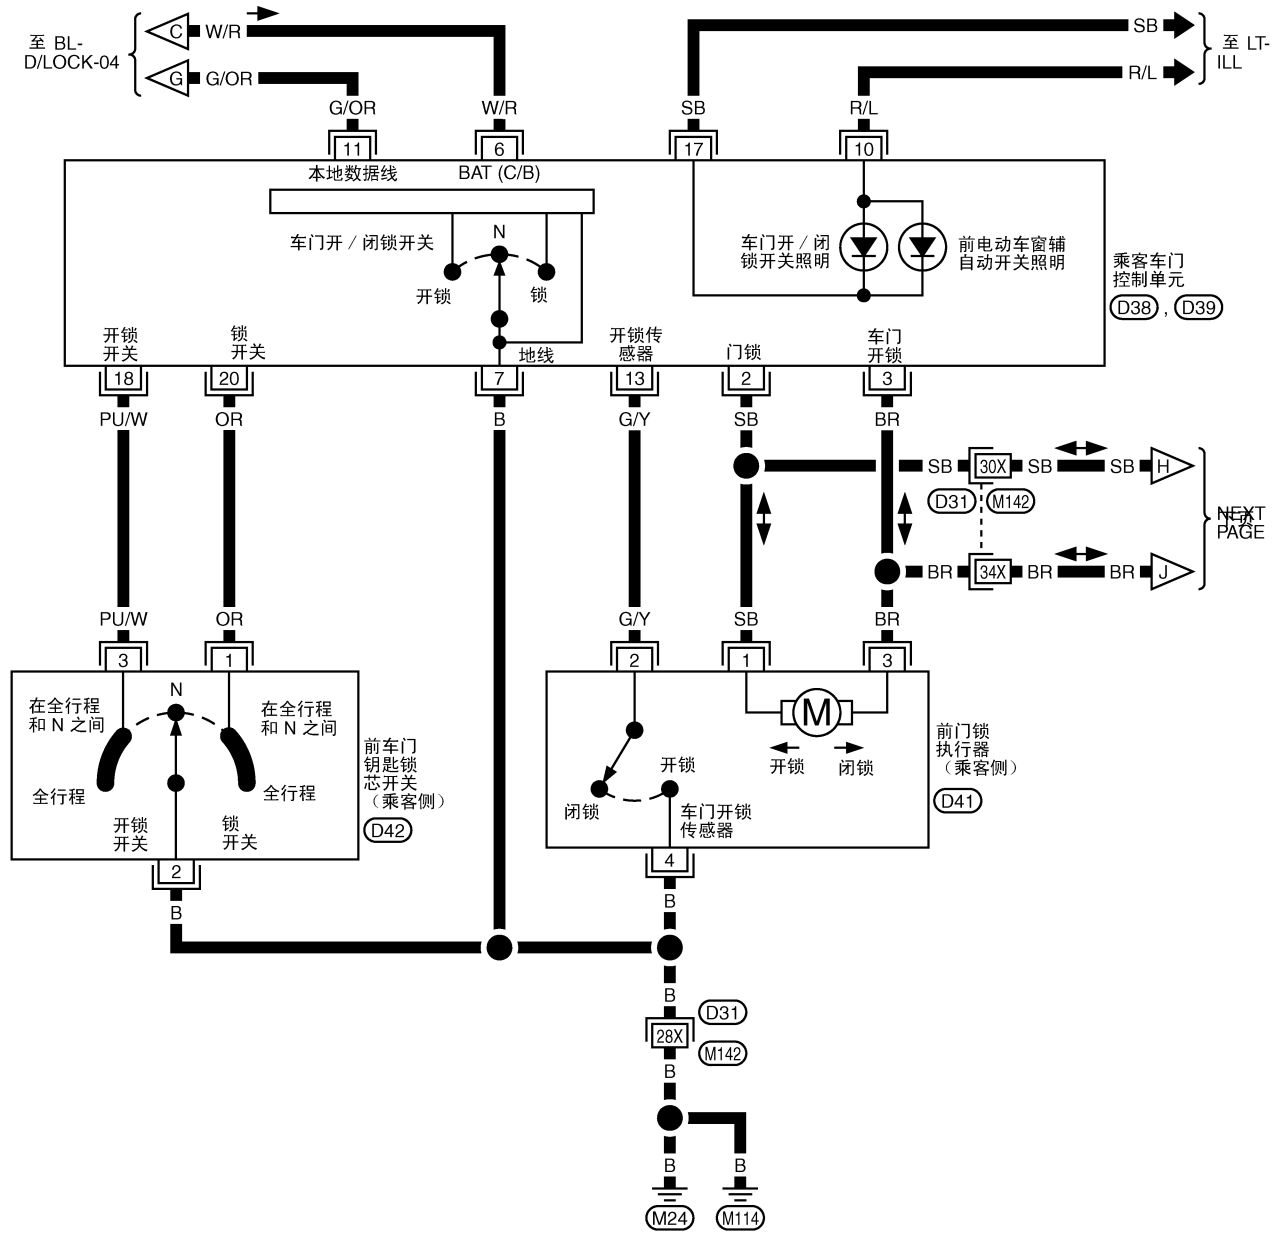 至 BL-
D/LOCK-04
C
W/R
G
G/OR
SB
R/L
至 LT-
ILL
G/OR
W/R
SB
R/L
11
6
17
10
本地数据线
BAT (C/B)
车门开 / 闭锁开关
N
开锁
锁
车门开 / 闭
锁开关照明
前电动车窗辅
自动开关照明
乘客车门
控制单元
D38 , D39
开锁
开关
锁
开关
地线
开锁传
感器
门锁
车门
开锁
18
20
7
13
2
3
PU/W
OR
B
G/Y
SB
BR
SB
30X
SB
SB
H
D31
M142
NEXT
PAGE
BR
34X
BR
BR
J
PU/W
OR
G/Y
SB
BR
3
1
2
1
3
在全行程
和 N 之间
N
在全行程
和 N 之间
全行程
全行程
开锁
开关
锁
开关
前车门
钥匙锁
芯开关
（乘客侧）
D42
M
开锁
闭锁
闭锁
开锁
车门开锁
传感器
前门锁
执行器
（乘客侧）
D41
2
4
B
B
B
D31
28X
M142
B
B
B
M24
M114